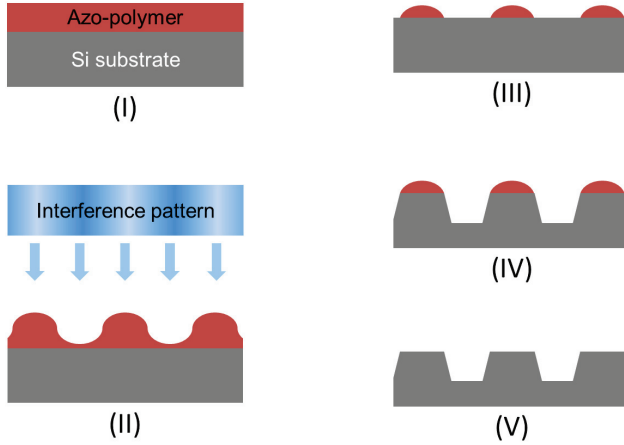 Azo-polymer
Si substrate
(I)
Interference pattern
(II)
(III)
(IV)
(V)